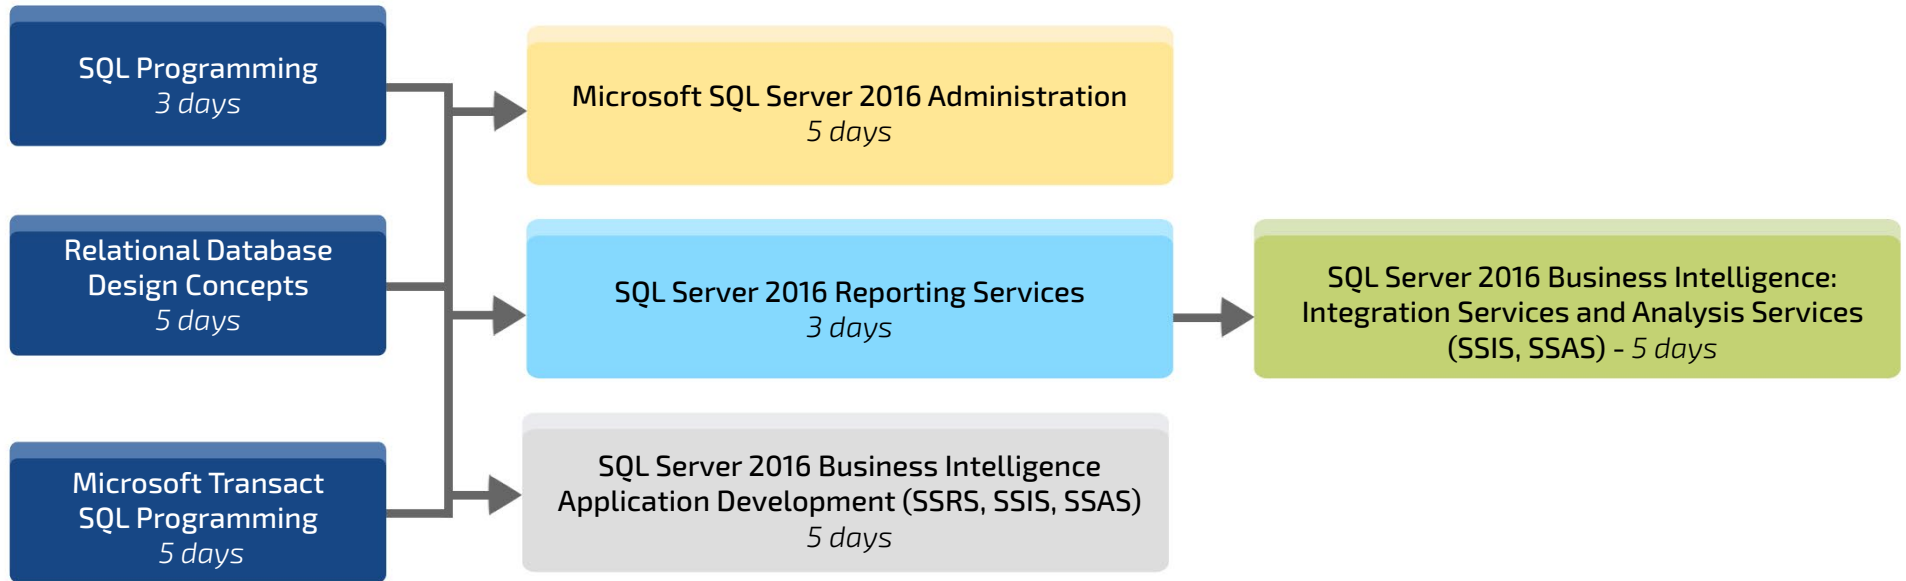 SQL Programming
3 days
Relational Database
Design Concepts
5 days
Microsoft Transact
SQL Programming
5 days
Microsoft SQL Server 2016 Administration
5 days
SQL Server 2016 Reporting Services
3 days
SQL Server 2016 Business Intelligence
Application Development (SSRS, SSIS, SSAS)
5 days
SQL Server 2016 Business Intelligence:
Integration Services and Analysis Services
(SSIS, SSAS) - 5 days